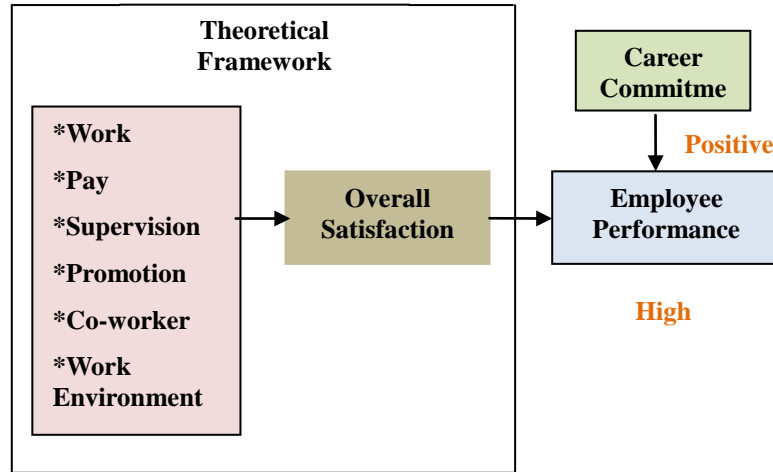 Theoretical
Framework
*Work
*Pay
*Supervision
*Promotion
*Co-worker
*Work
Environment
Overall
Satisfaction
Career
Commitme
Positive
Employee
Performance
High